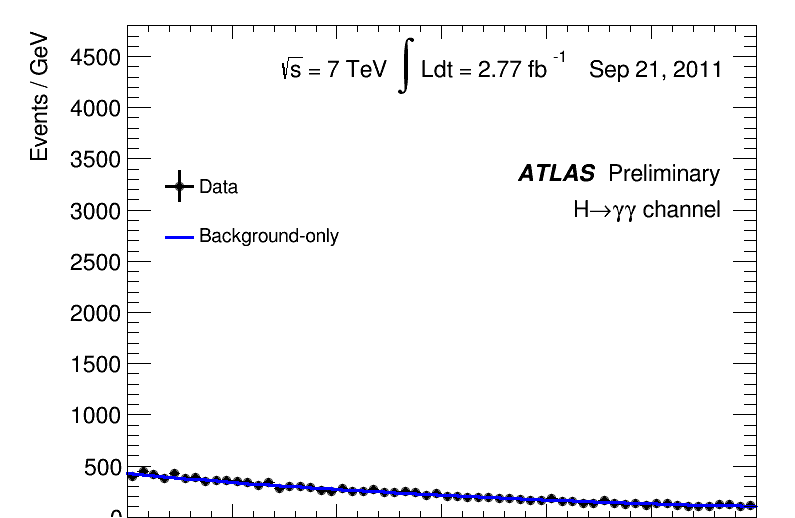 Events / GeV
√s = 7 TeV ∫ Ldt = 2.77 fb⁻¹ Sep 21, 2011
ATLAS Preliminary
H→γγ channel
Data
Background-only
4500
4000
3500
3000
2500
2000
1500
1000
500
0